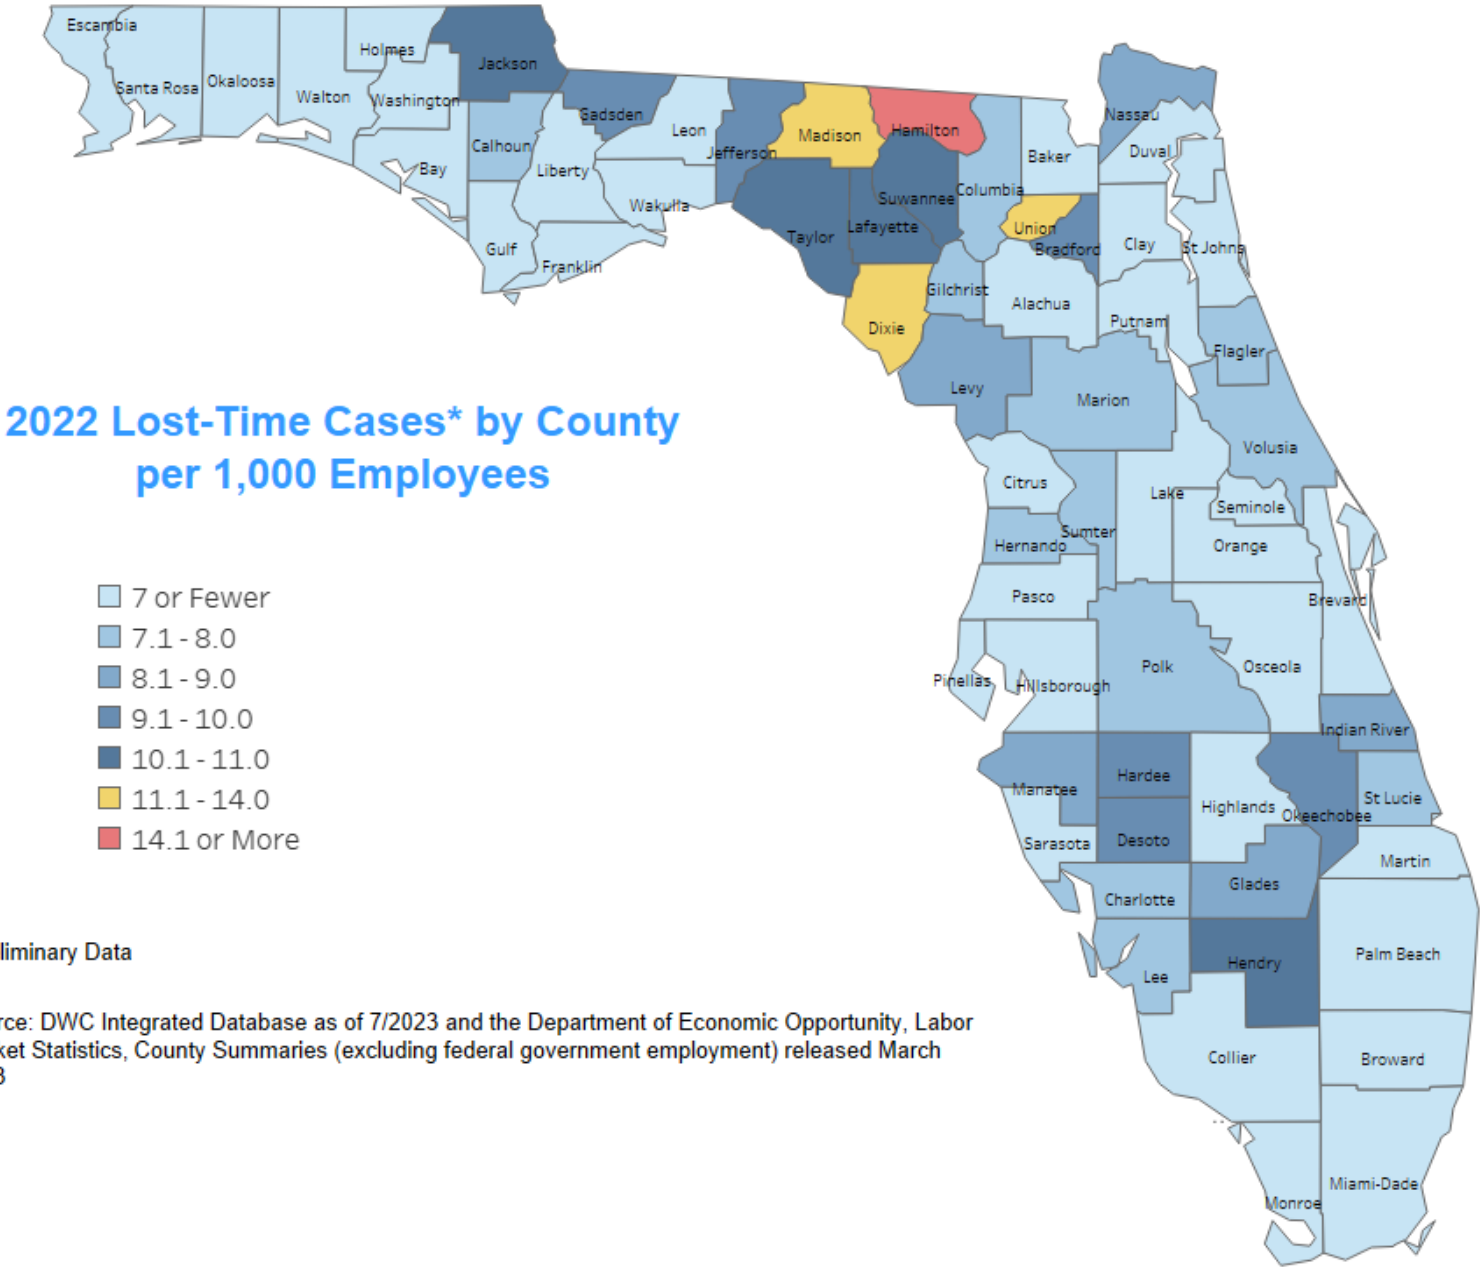 Escambia
Santa Rosa
Okaloosa
Walton
Holmes
Washington
Bay
Jackson
Calhoun
Gulf
Gadsden
Liberty
Franklin
Leon
Wakulla
Jefferson
Madison
Taylor
Hamilton
Suwannee
Lafayette
Dixie
Columbia
Gilchrist
Levy
Baker
Union
Bradford
Alachua
Nassau
Duval
Clay
St Johns
Putnam
Flagler
Marion
Volusia
2022 Lost-Time Cases* by County
per 1,000 Employees
Citrus
Lake
Seminole
Sumter
Hernando
Orange
Pasco
Brevard
Pinellas
Hillsborough
Polk
Osceola
Indian River
Manatee
Hardee
Highlands
Okeechobee
St Lucie
Sarasota
Desoto
Martin
Glades
Charlotte
Palm Beach
Hendry
Lee
Collier
Broward
Miami-Dade
Monroe
7 or Fewer
7.1 - 8.0
8.1 - 9.0
9.1 - 10.0
10.1 - 11.0
11.1 - 14.0
14.1 or More
liminary Data
rce: DWC Integrated Database as of 7/2023 and the Department of Economic Opportunity, Labor
ket Statistics, County Summaries (excluding federal government employment) released March
3